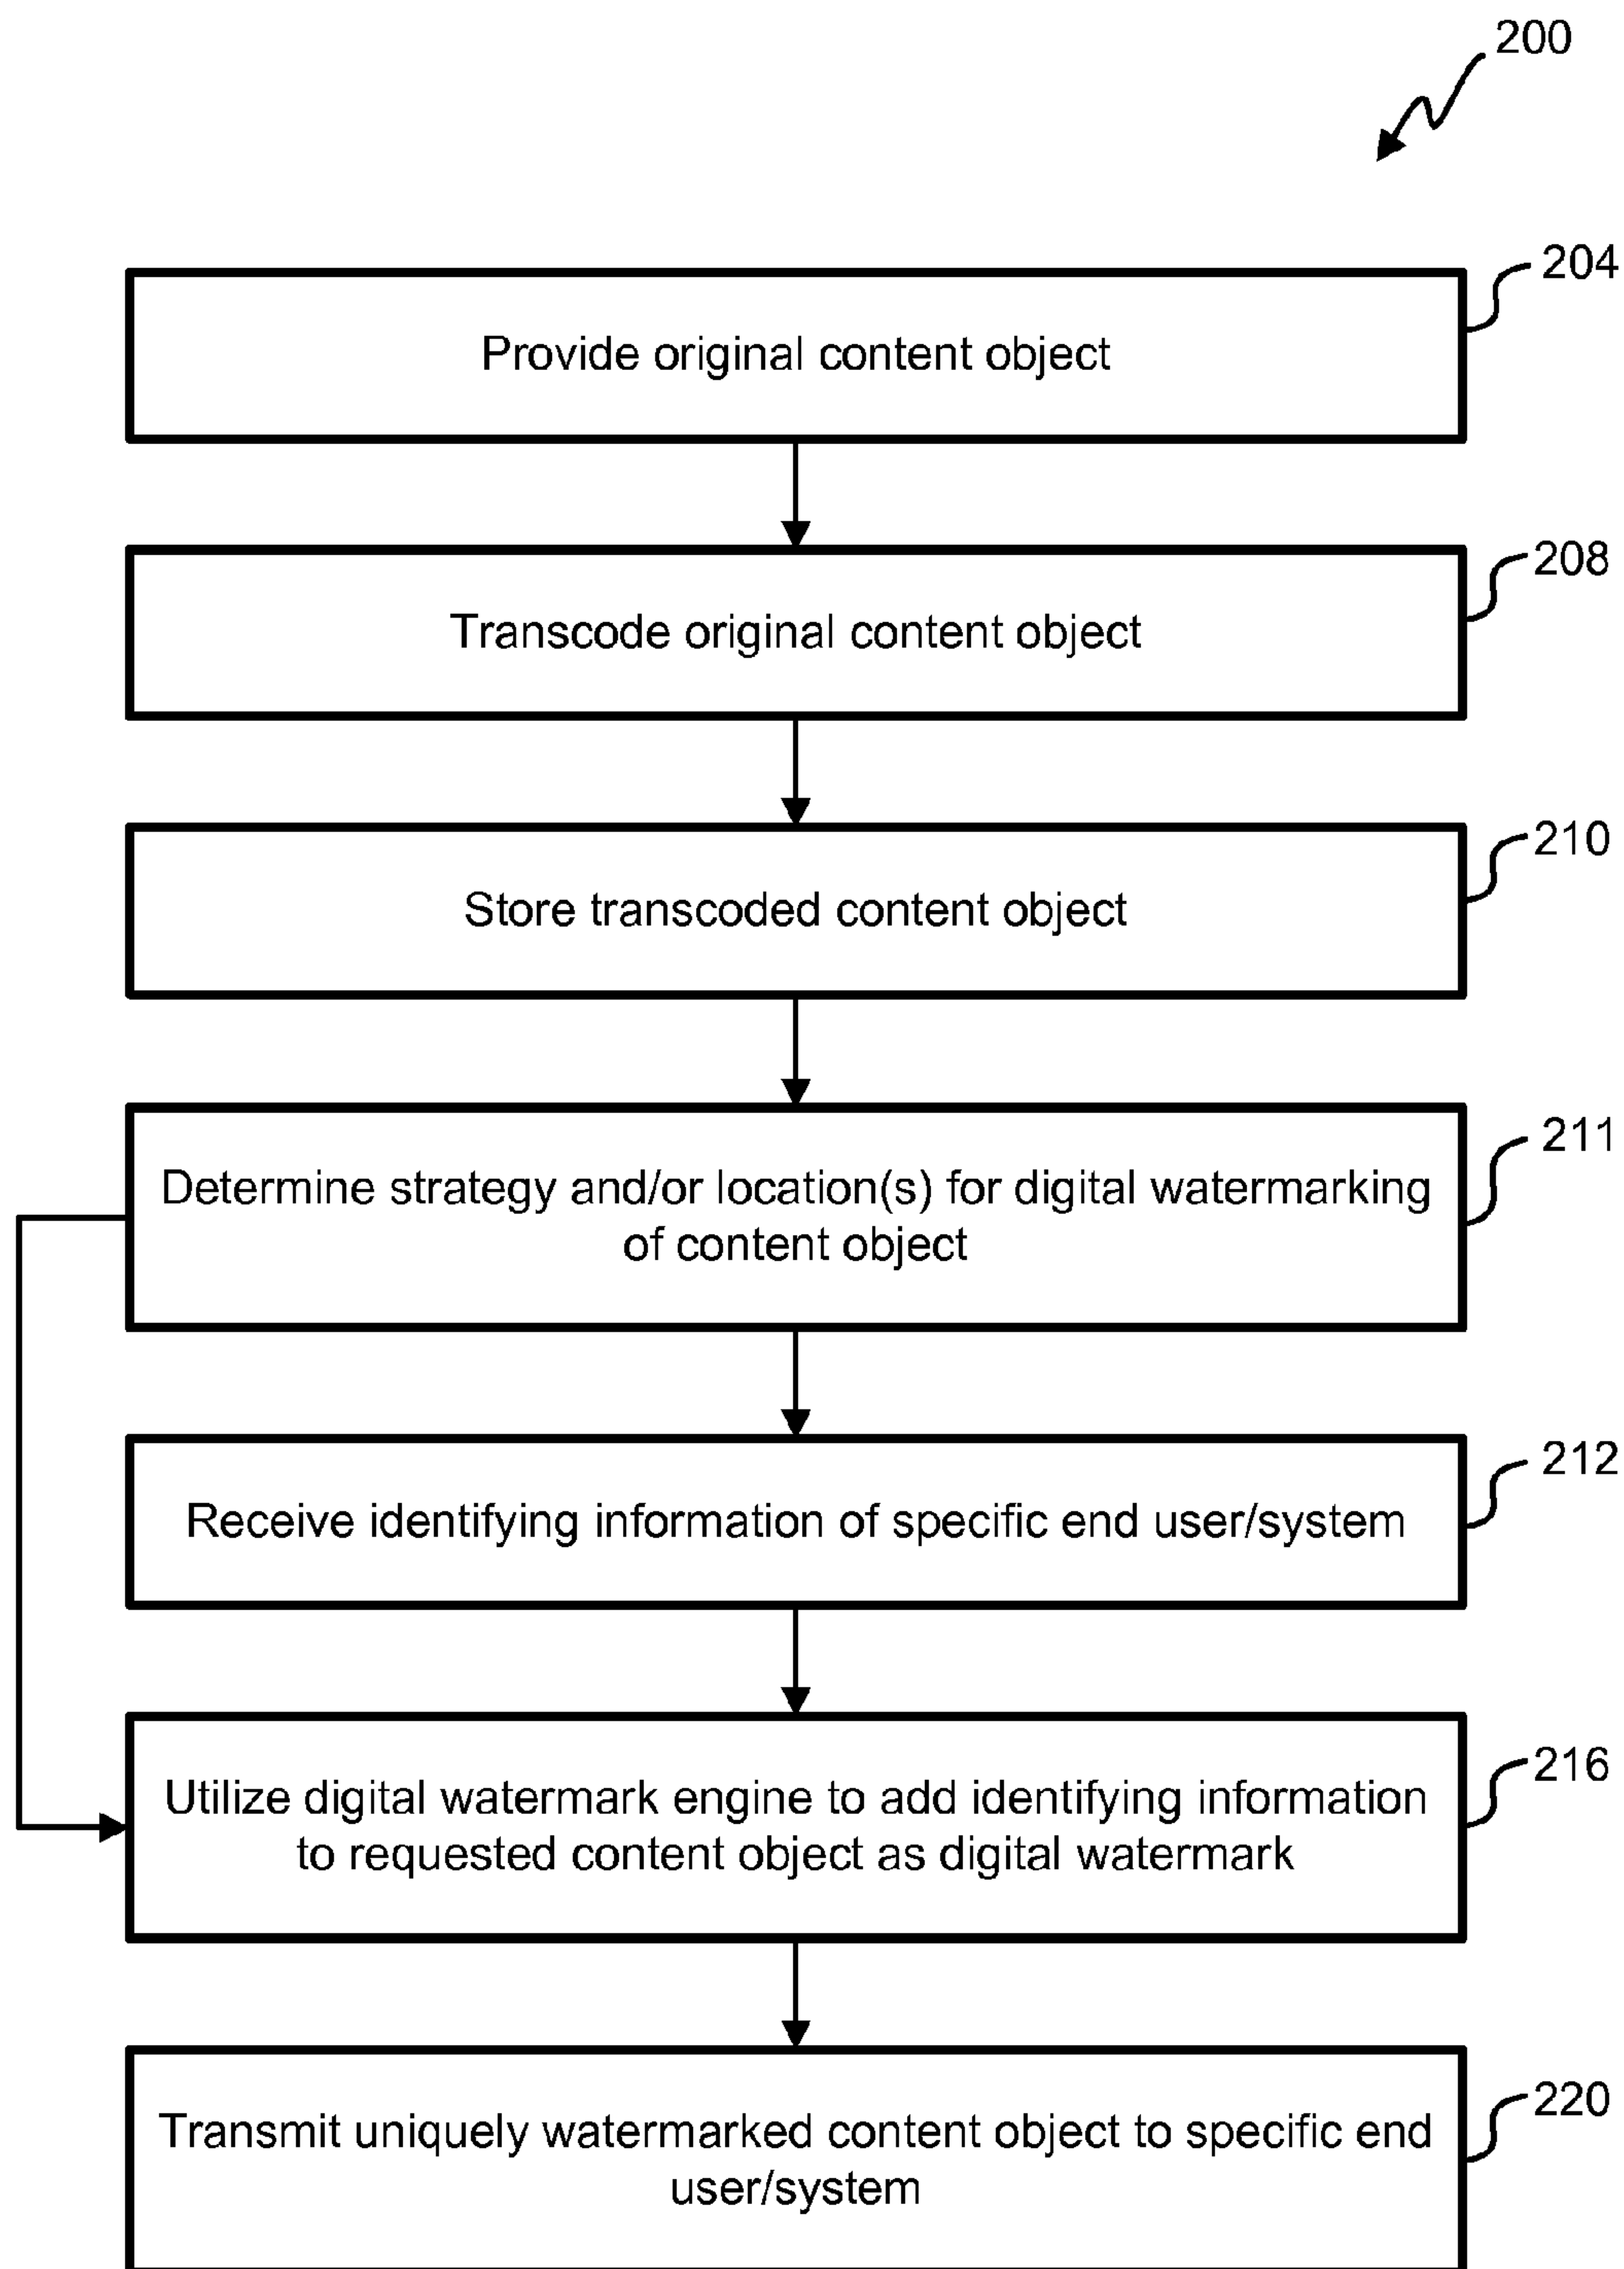 200
204
Provide original content object
208
Transcode original content object
210
Store transcoded content object
211
Determine strategy and/or location(s) for digital watermarking
of content object
212
Receive identifying information of specific end user/system
216
Utilize digital watermark engine to add identifying information
to requested content object as digital watermark
220
Transmit uniquely watermarked content object to specific end
user/system